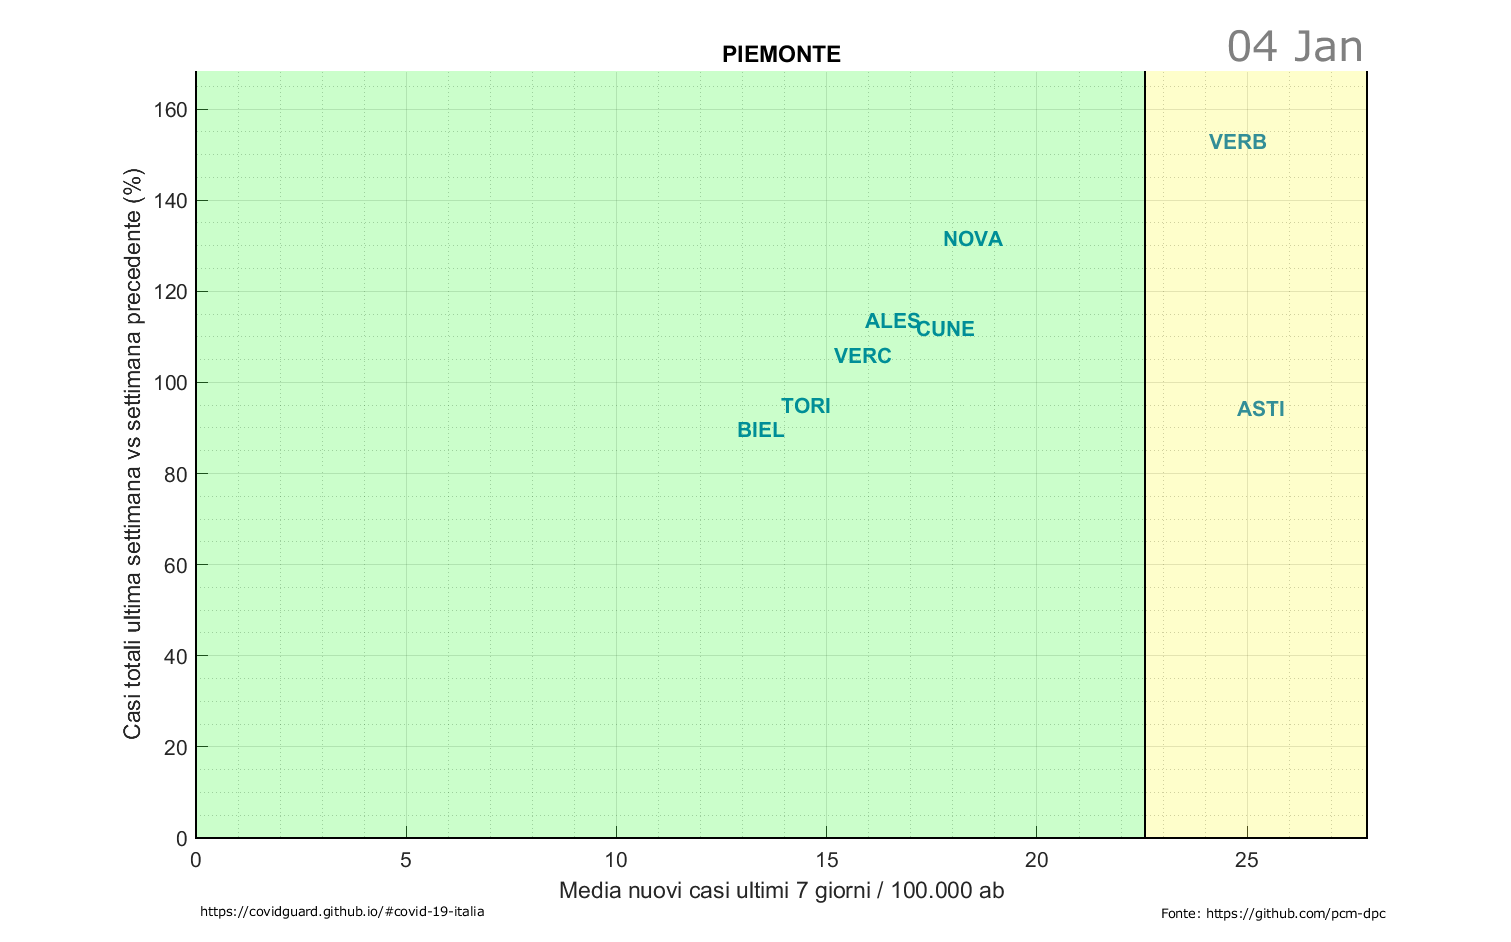 04 Jan
PIEMONTE
Casi totali ultima settimana vs settimana precedente (%)
160
140
120
100
80
60
40
20
0
VERB
NOVA
ALES
CUNE
VERC
TORI
ASTI
BIEL
0 5 10 15 20 25
Media nuovi casi ultimi 7 giorni / 100.000 ab
https://covidguard.github.io/#covid-19-italia
Fonte: https://github.com/pcm-dpc